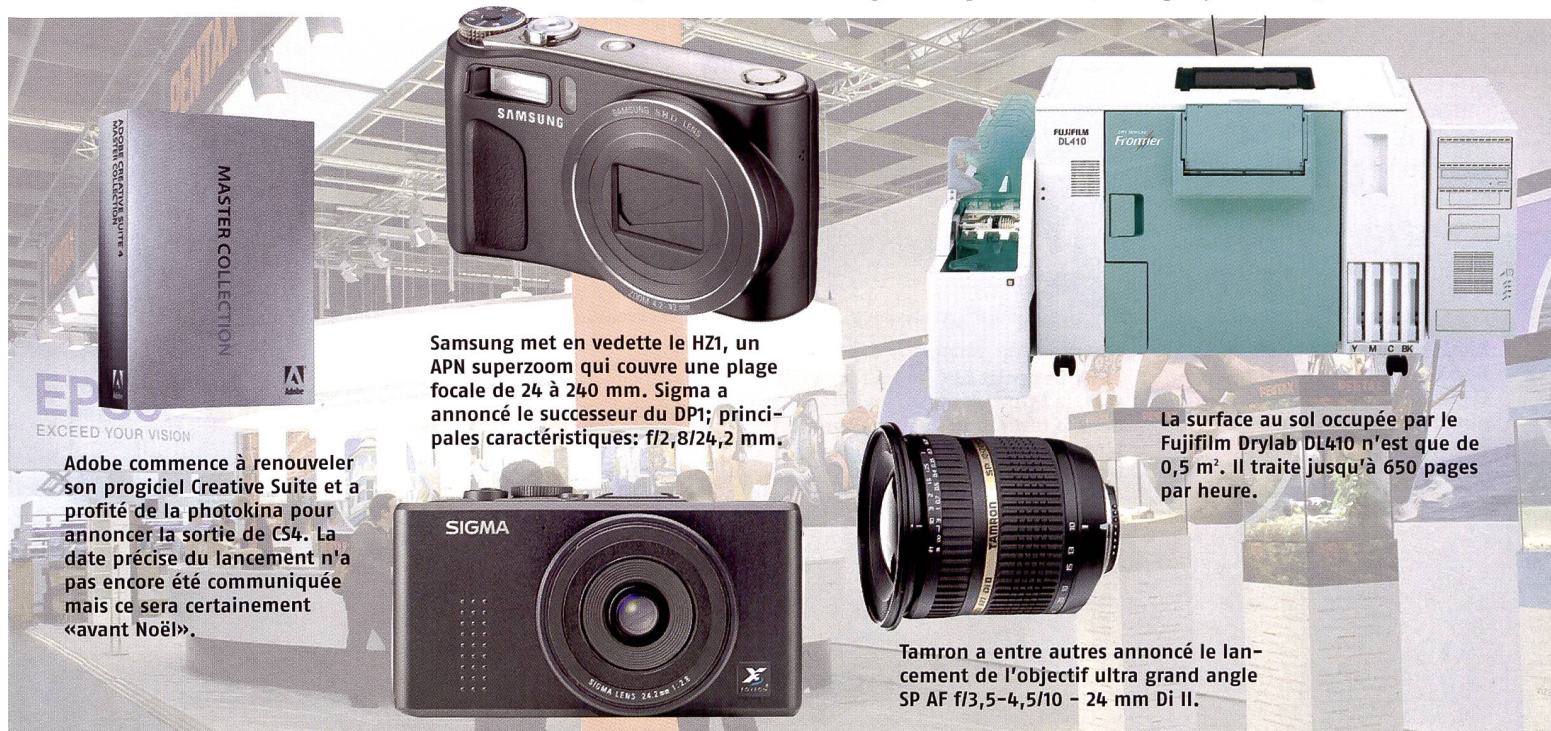 PENTAX
ADOBE CREATIVE SUITE 4
MASTER COLLECTION
MASTER COLLECTION
Adobe
EXCEED YOUR VISION
Adobe commence à renouveler
son progiciel Creative Suite et a
profité de la photokina pour
annoncer la sortie de CS4. La
date précise du lancement n'a
pas encore été communiquée
mais ce sera certainement
«avant Noël».
SAMSUNG
Samsung met en vedette le HZ1, un
APN superzoom qui couvre une plage
focale de 24 à 240 mm. Sigma a
annoncé le successeur du DP1; princi-
pales caractéristiques: f/2,8/24,2 mm.
SIGMA
SIGMA LENS 24.2mm 1:2.8
FOVEON
FUJIFILM
DL410
Frontier
Y M C BK
La surface au sol occupée par le
Fujifilm Drylab DL410 n'est que de
0,5 m². Il traite jusqu'à 650 pages
par heure.
TAMRON
Tamron a entre autres annoncé le lan-
cement de l'objectif ultra grand angle
SP AF f/3,5-4,5/10 – 24 mm Di II.